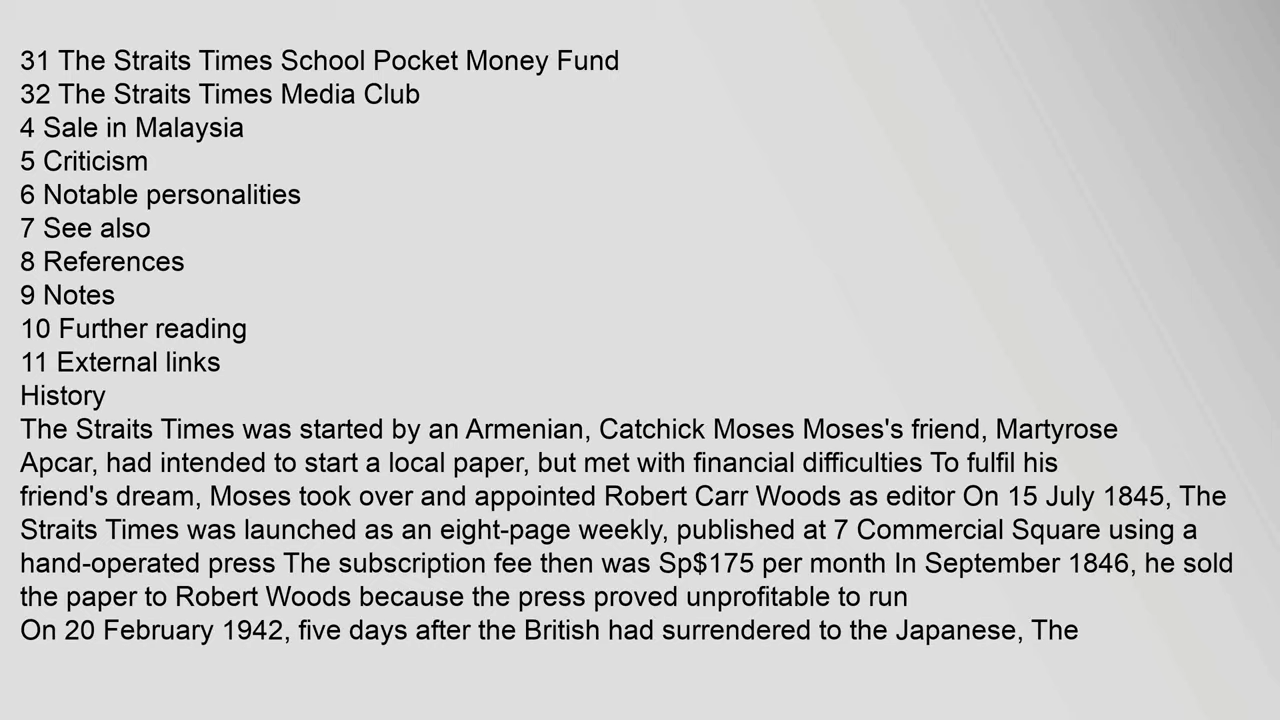 31 The Straits Times School Pocket Money Fund
32 The Straits Times Media Club
4 Sale in Malaysia
5 Criticism
6 Notable personalities
7 See also
8 References
9 Notes
10 Further reading
11 External links
History
The Straits Times was started by an Armenian, Catchick Moses Moses's friend, Martyrose
Apcar, had intended to start a local paper, but met with financial difficulties To fulfil his
friend's dream, Moses took over and appointed Robert Carr Woods as editor On 15 July 1845, The
Straits Times was launched as an eight-page weekly, published at 7 Commercial Square using a
hand-operated press The subscription fee then was Sp$175 per month In September 1846, he sold
the paper to Robert Woods because the press proved unprofitable to run
On 20 February 1942, five days after the British had surrendered to the Japanese, The